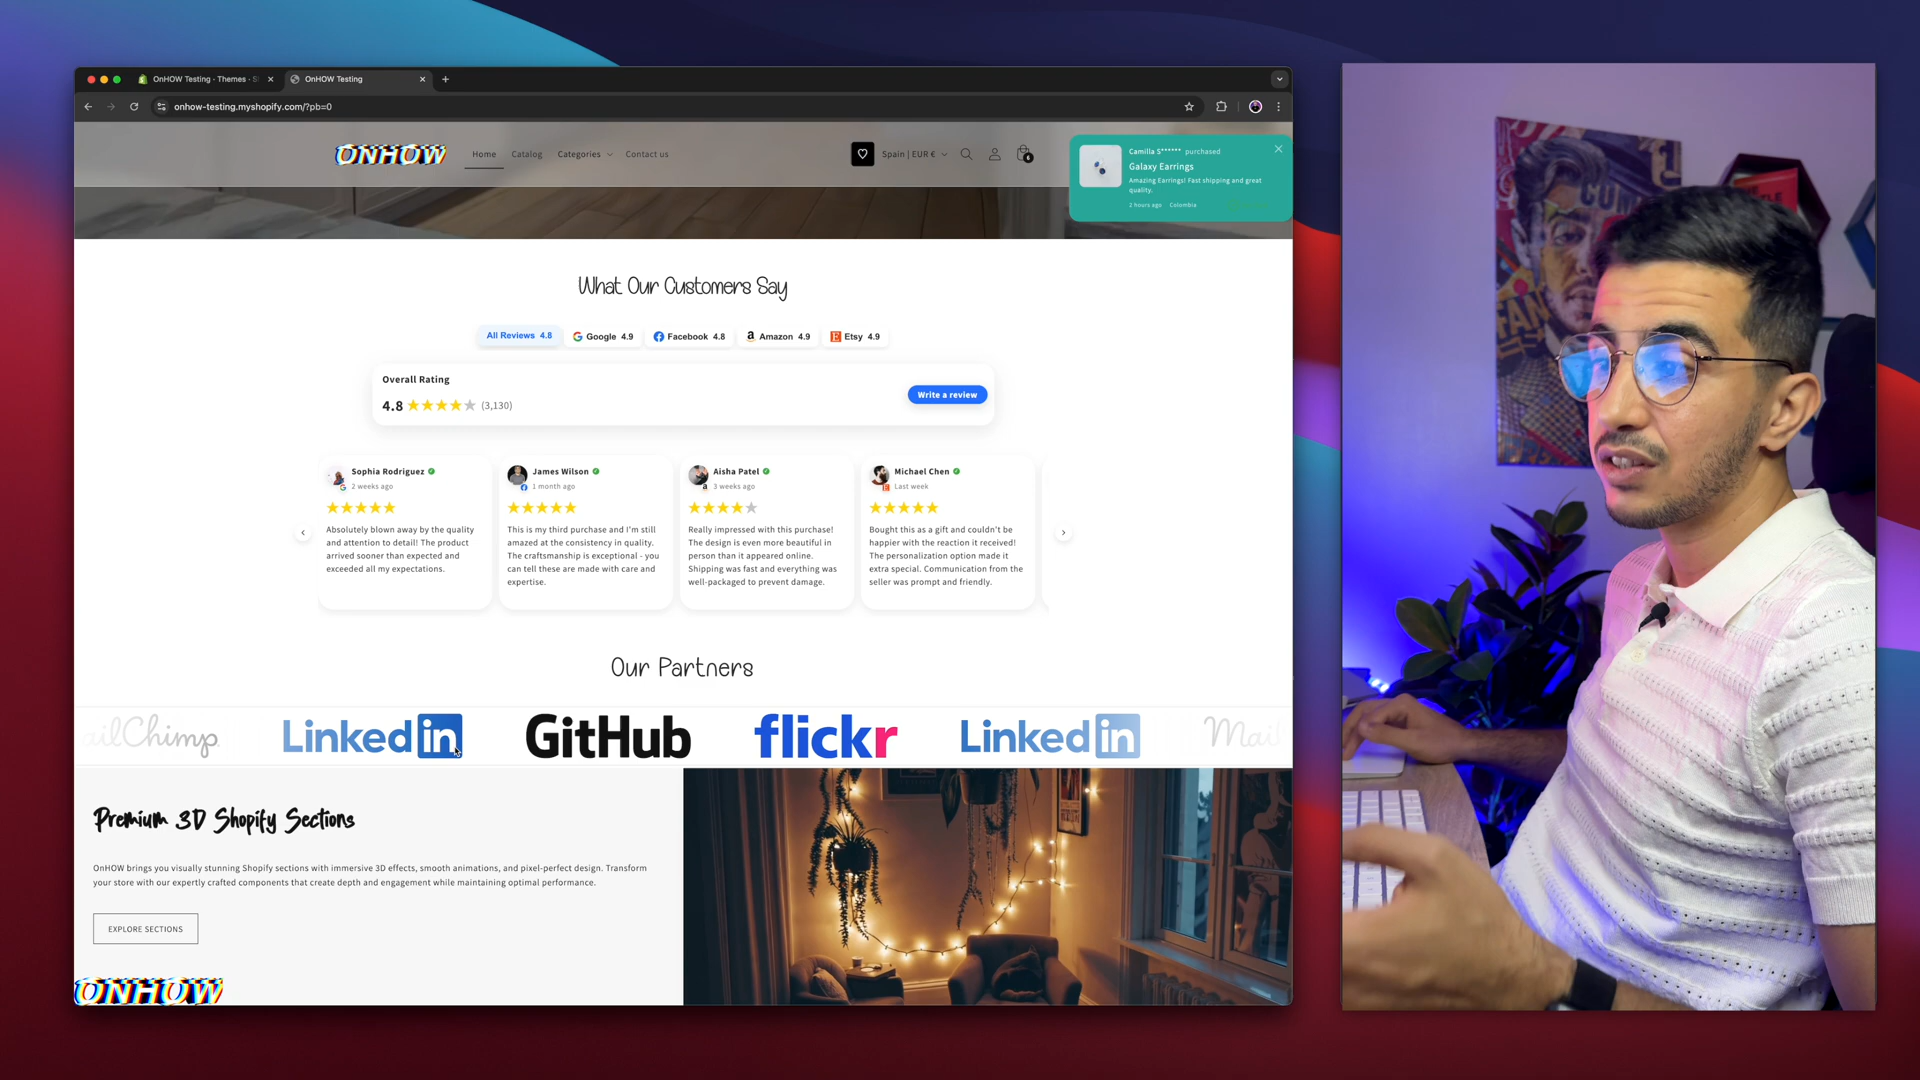 OnHOW Testing · Themes · S
OnHOW Testing
onhow-testing.myshopify.com/?pb=0
ONHOW
Home
Catalog
Categories
Contact us
Spain | EUR €
6
Camilla S****** purchased
Galaxy Earrings
Amazing Earrings! Fast shipping and great
quality.
2 hours ago Colombia
What Our Customers Say
All Reviews 4.8
Google 4.9
Facebook 4.8
Amazon 4.9
Etsy 4.9
Overall Rating
4.8 (3,130)
Write a review
Sophia Rodriguez
2 weeks ago
Absolutely blown away by the quality
and attention to detail! The product
arrived sooner than expected and
exceeded all my expectations.
James Wilson
1 month ago
This is my third purchase and I'm still
amazed at the consistency in quality.
The craftsmanship is exceptional - you
can tell these are made with care and
expertise.
Aisha Patel
3 weeks ago
Really impressed with this purchase!
The design is even more beautiful in
person than it appeared online.
Shipping was fast and everything was
well-packaged to prevent damage.
Michael Chen
Last week
Bought this as a gift and couldn't be
happier with the reaction it received!
The personalization option made it
extra special. Communication from the
seller was prompt and friendly.
Our Partners
ailChimp
Linkedin
GitHub
flickr
Linkedin
Mai
Premium 3D Shopify Sections
OnHOW brings you visually stunning Shopify sections with immersive 3D effects, smooth animations, and pixel-perfect design. Transform
your store with our expertly crafted components that create depth and engagement while maintaining optimal performance.
EXPLORE SECTIONS
ONHOW